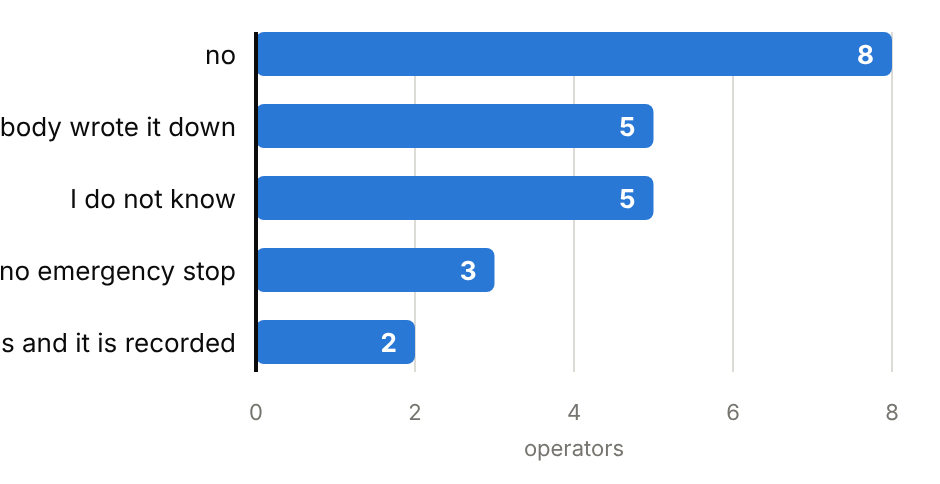 no
8
body wrote it down
5
I do not know
5
no emergency stop
3
s and it is recorded
2
0 2 4 6 8
operators